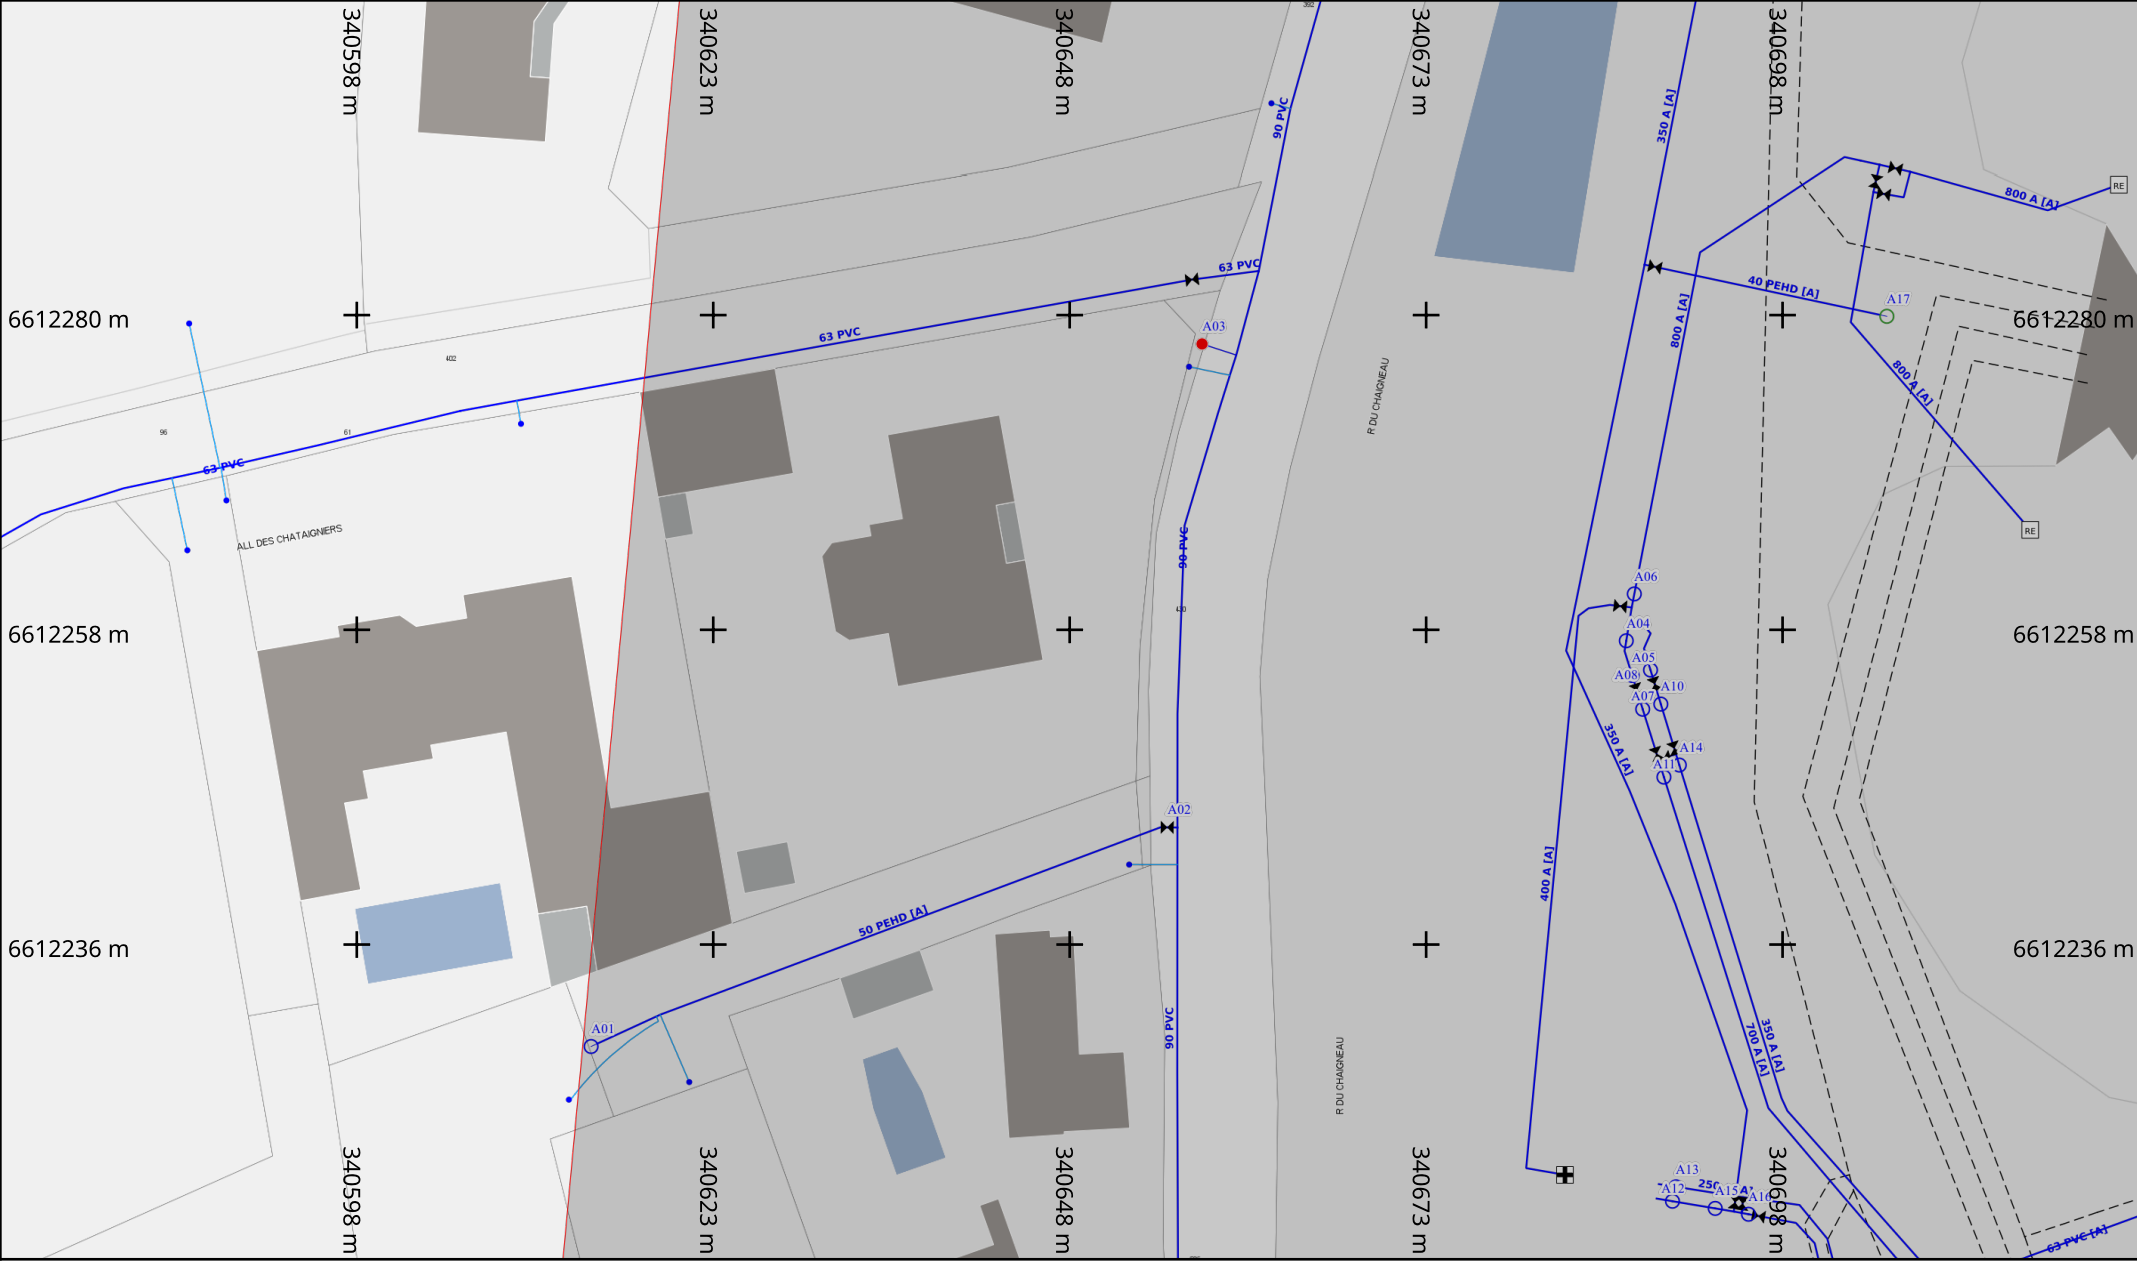 392
340598 m
340623 m
340648 m
340673 m
340698 m
90 PVC
350 A [A]
RE
800 A [A]
63 PVC
40 PEHD [A]
A17
6612280 m
6612280 m
800 A [A]
A03
63 PVC
402
R DU CHAIGNEAU
800 A [A]
96
61
63 PVC
ALL DES CHATAIGNIERS
90 PVC
RE
A06
430
A04
6612258 m
6612258 m
A05
A08
A10
A07
350 A [A]
A14
A11
A02
400 A [A]
50 PEHD [A]
6612236 m
6612236 m
A01
90 PVC
R DU CHAIGNEAU
700 A [A]
350 A [A]
A13
A12
250
A]
A15
A16
340598 m
340623 m
340648 m
340673 m
340698 m
63 PVC [A]